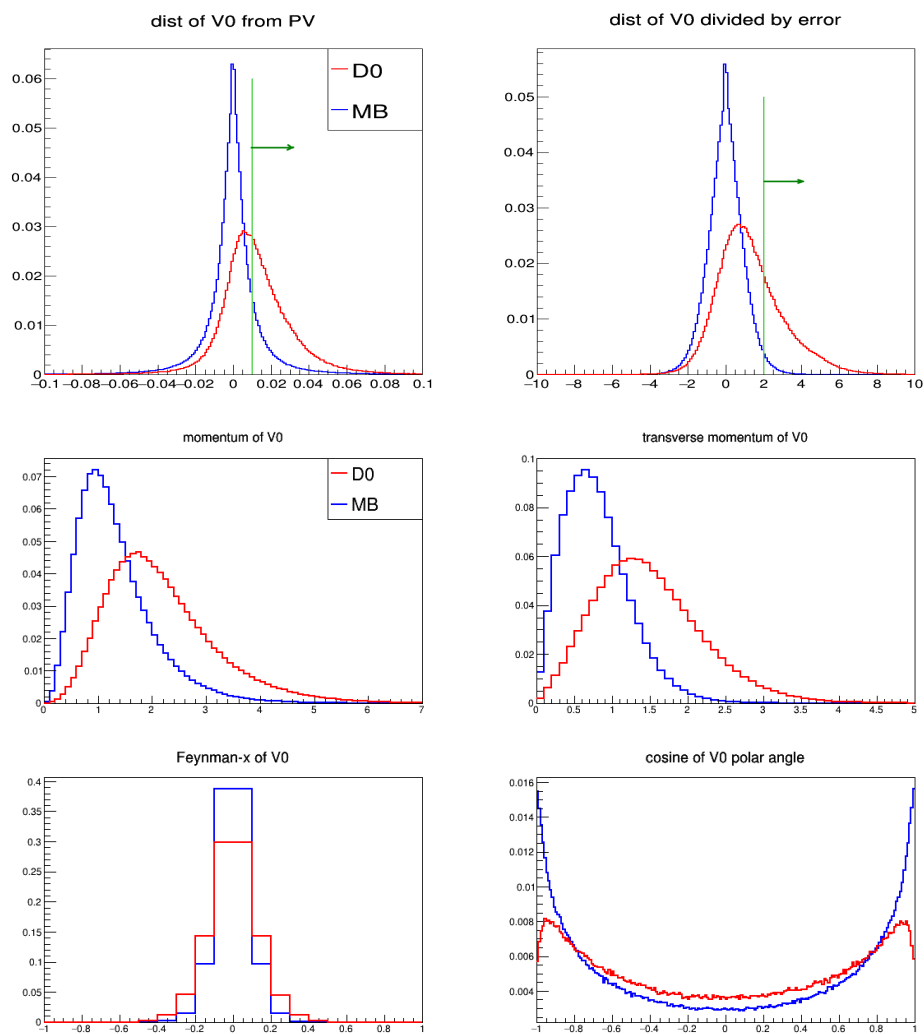 dist of V0 from PV
dist of V0 divided by error
0.06
0.05
0.04
0.03
0.02
0.01
0
D0
MB
−0.1 −0.08 −0.06 −0.04 −0.02 0 0.02 0.04 0.06 0.08 0.1
0.05
0.04
0.03
0.02
0.01
0
−10 −8 −6 −4 −2 0 2 4 6 8 10
momentum of V0
transverse momentum of V0
0.07
0.06
0.05
0.04
0.03
0.02
0.01
0
D0
MB
0 1 2 3 4 5 6 7
0.1
0.08
0.06
0.04
0.02
0
0 0.5 1 1.5 2 2.5 3 3.5 4 4.5 5
Feynman-x of V0
cosine of V0 polar angle
0.4
0.35
0.3
0.25
0.2
0.15
0.1
0.05
0
−1 −0.8 −0.6 −0.4 −0.2 0 0.2 0.4 0.6 0.8 1
0.016
0.014
0.012
0.01
0.008
0.006
0.004
−1 −0.8 −0.6 −0.4 −0.2 0 0.2 0.4 0.6 0.8 1